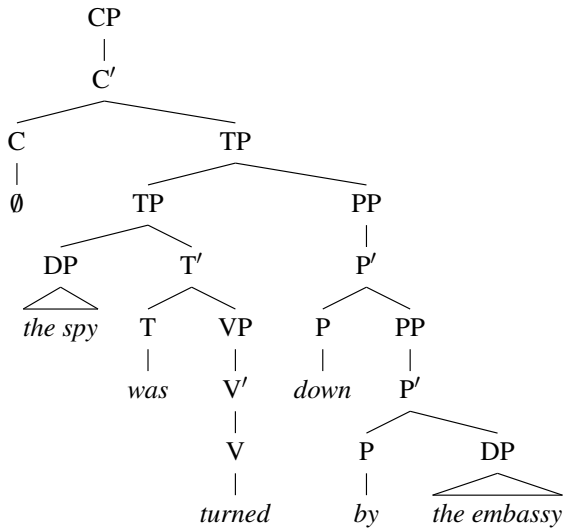 CP
C′
C TP
∅ TP PP
DP T′ P′
the spy T VP P PP
was V′ down P′
V P DP
turned by the embassy